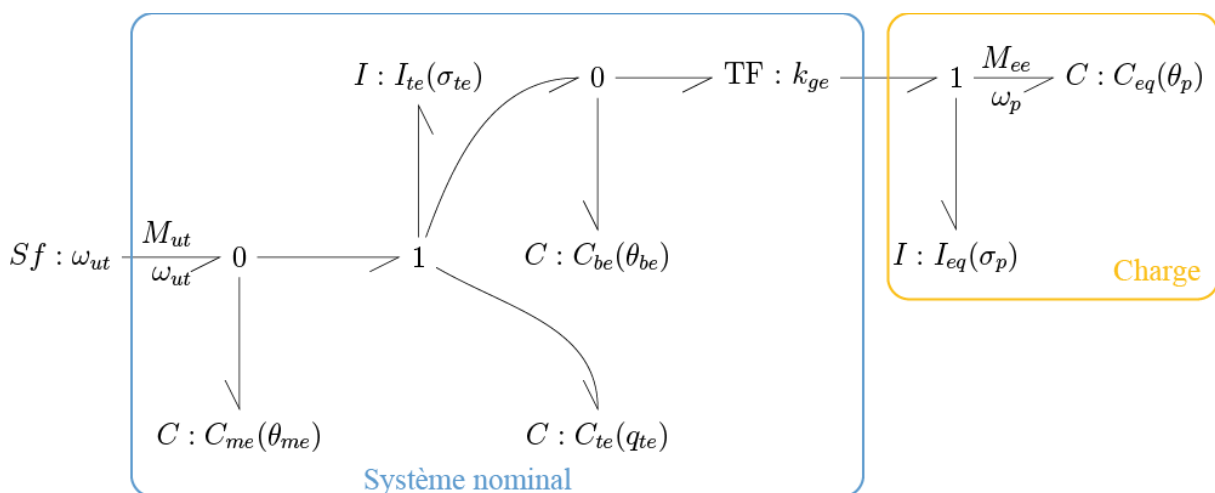 I : I_{te}(σ_{te})
0
TF : k_{ge}
1
M_{ee}
ω_p
C : C_{eq}(θ_p)
Sf : ω_{ut}
M_{ut}
ω_{ut}
0
1
C : C_{be}(θ_{be})
I : I_{eq}(σ_p)
Charge
C : C_{me}(θ_{me})
C : C_{te}(q_{te})
Système nominal